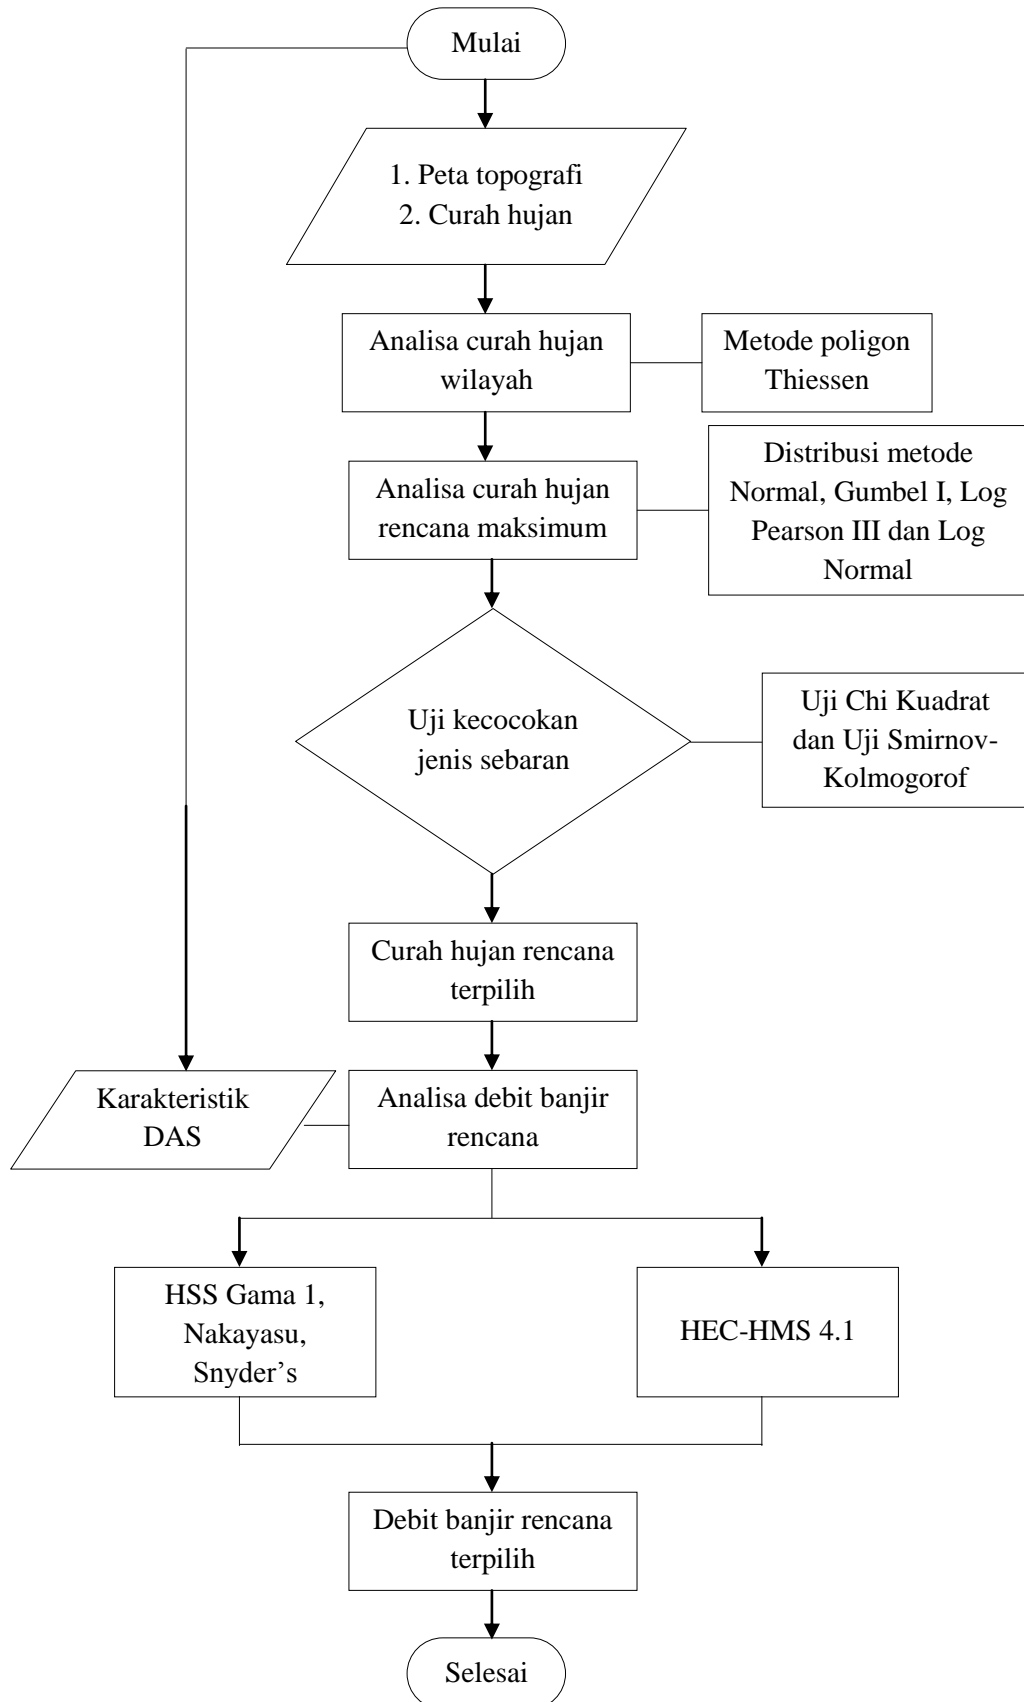 Mulai
1. Peta topografi
2. Curah hujan
Analisa curah hujan
wilayah
Metode poligon
Thiessen
Analisa curah hujan
rencana maksimum
Distribusi metode
Normal, Gumbel I, Log
Pearson III dan Log
Normal
Uji kecocokan
jenis sebaran
Uji Chi Kuadrat
dan Uji Smirnov-
Kolmogorof
Curah hujan rencana
terpilih
Karakteristik
DAS
Analisa debit banjir
rencana
HSS Gama 1,
Nakayasu,
Snyder’s
HEC-HMS 4.1
Debit banjir rencana
terpilih
Selesai